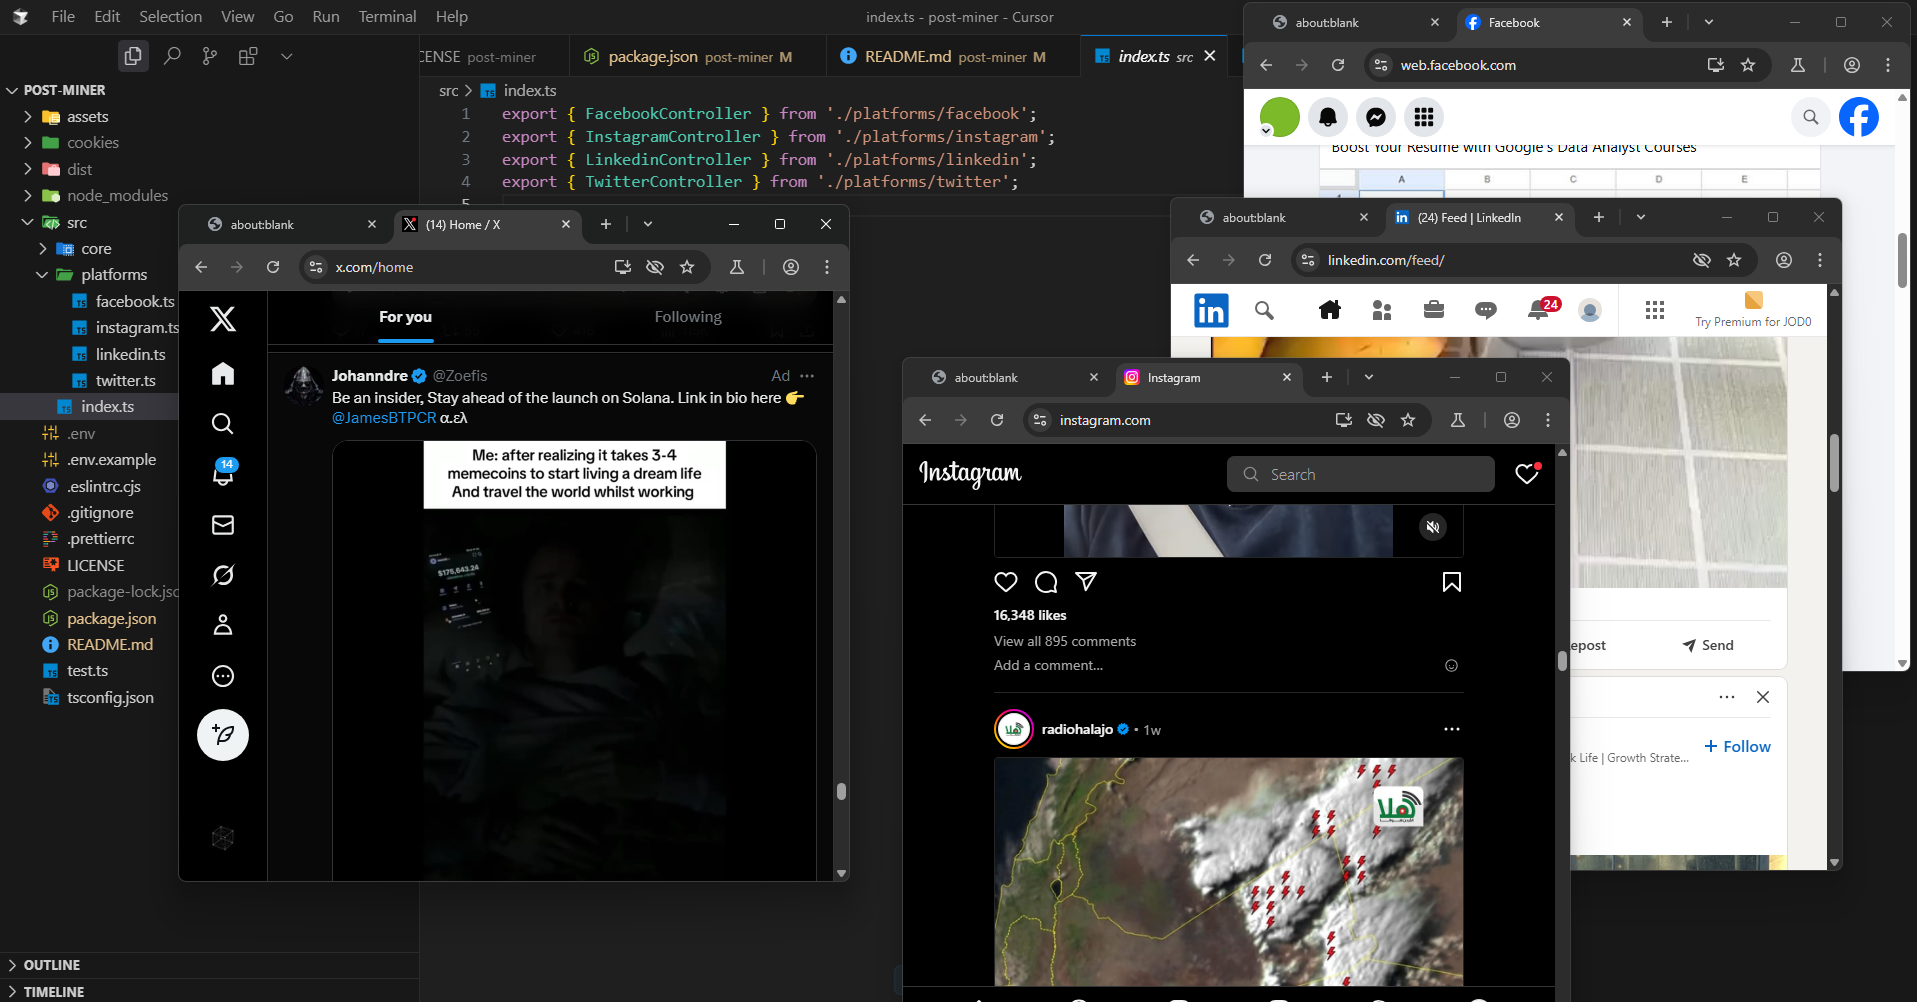 File Edit Selection View Go Run Terminal Help
index.ts - post-miner - Cursor
POST-MINER
assets
cookies
dist
node_modules
src
core
platforms
facebook.ts
instagram.ts
linkedin.ts
twitter.ts
index.ts
.env
.env.example
.eslintrc.cjs
.gitignore
.prettierrc
LICENSE
package-lock.jsc
package.json
README.md
test.ts
tsconfig.json
OUTLINE
TIMELINE
CENSE post-miner
package.json post-miner M
README.md post-miner M
index.ts src
src > index.ts
1 export { FacebookController } from './platforms/facebook';
2 export { InstagramController } from './platforms/instagram';
3 export { LinkedinController } from './platforms/linkedin';
4 export { TwitterController } from './platforms/twitter';
5
about:blank
(14) Home / X
x.com/home
For you
Following
14
Johanndre @Zoefis
Ad
Be an insider, Stay ahead of the launch on Solana. Link in bio here 👉
@JamesBTPCR α.ελ
Me: after realizing it takes 3-4
memecoins to start living a dream life
And travel the world whilst working
$175,643.24
about:blank
Facebook
web.facebook.com
Boost Your Resume with Google's Data Analyst Courses
A B C D E
about:blank
(24) Feed | LinkedIn
linkedin.com/feed/
in
24
Try Premium for JOD0
epost
Send
+ Follow
k Life | Growth Strate...
about:blank
Instagram
instagram.com
Instagram
Search
16,348 likes
View all 895 comments
Add a comment...
radiohalajo • 1w
هلا